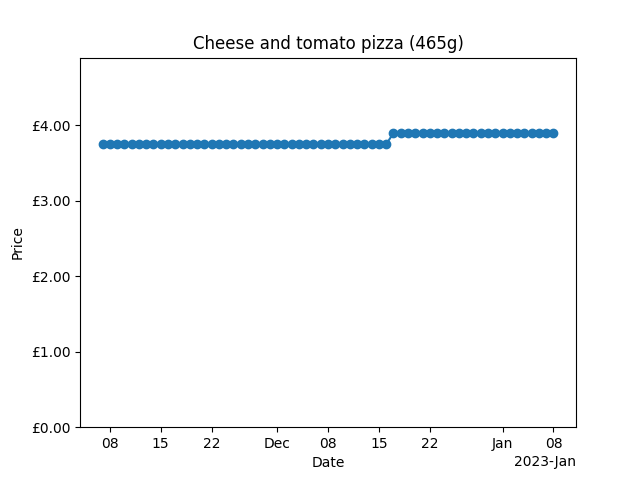 Cheese and tomato pizza (465g)
£4.00
£3.00
£2.00
£1.00
£0.00
Price
08 15 22 Dec 08 15 22 Jan 08
Date
2023-Jan